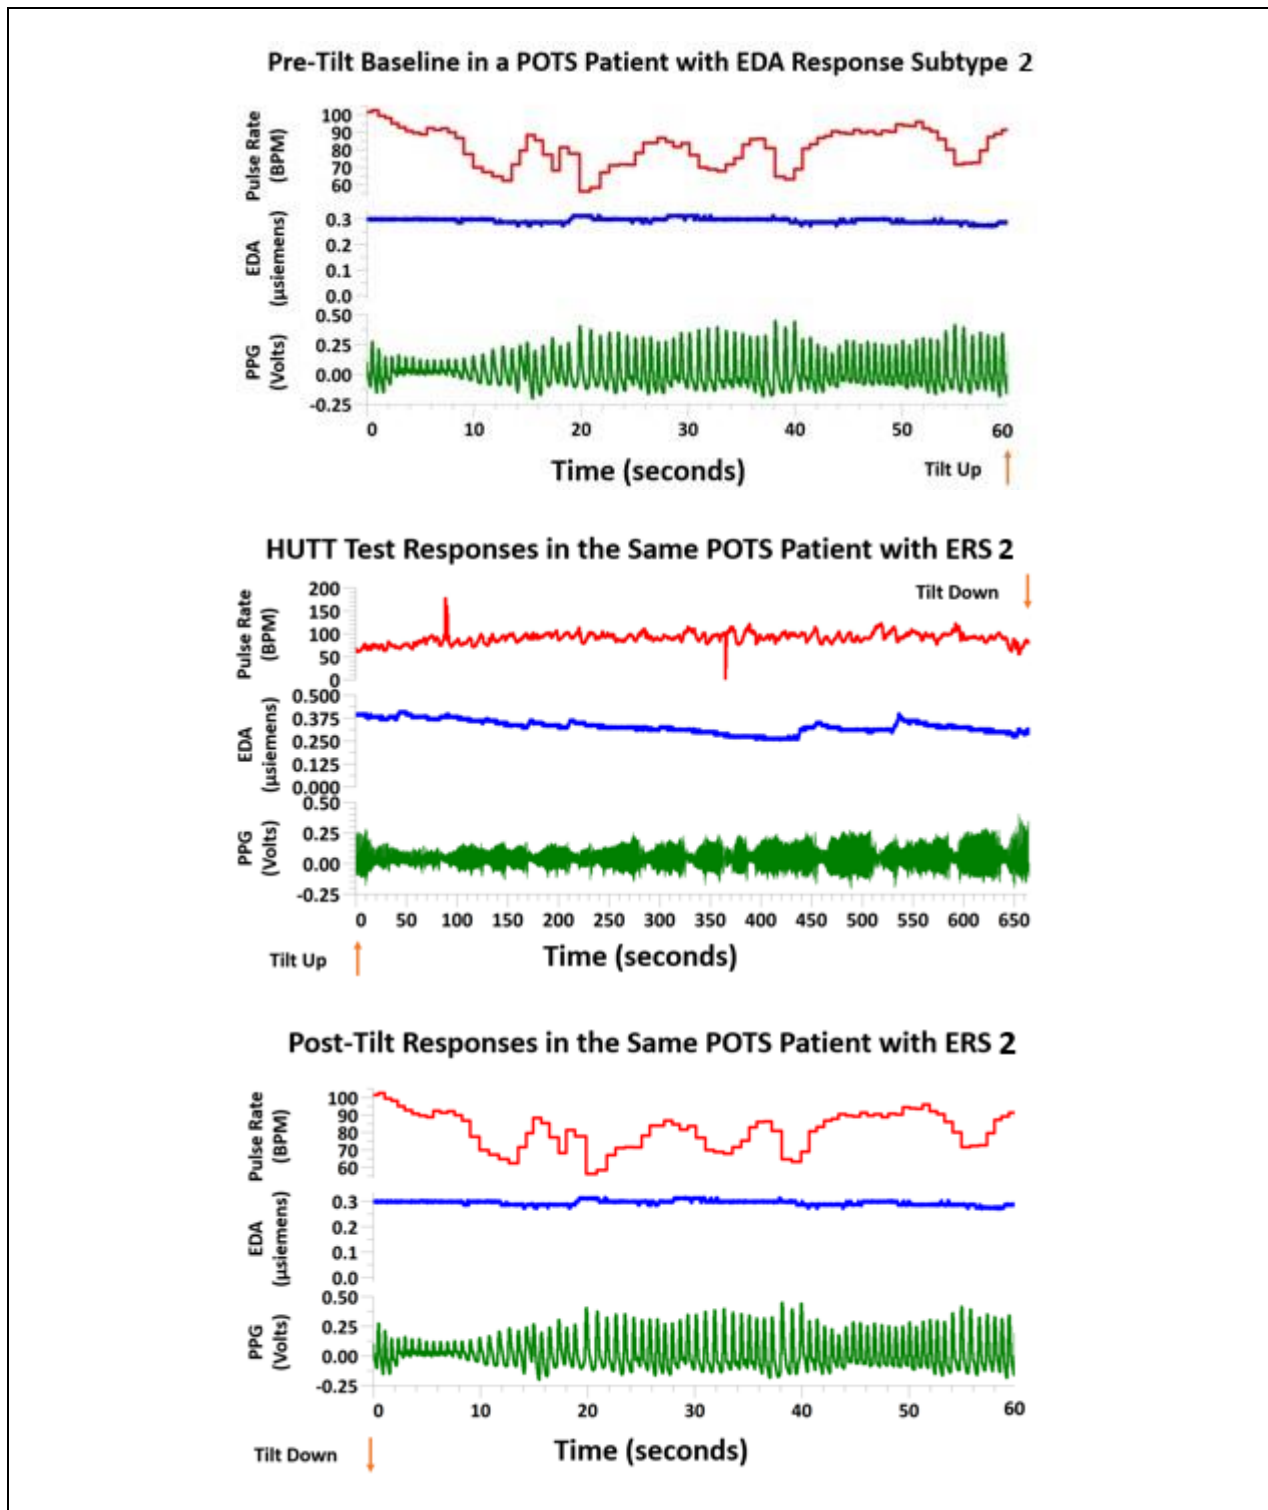 Pre-Tilt Baseline in a POTS Patient with EDA Response Subtype 2
Pulse Rate
(BPM)
100
90
80
70
60
EDA
(µsiemens)
0.3
0.2
0.1
0.0
PPG
(Volts)
0.50
0.25
0.00
-0.25
0 10 20 30 40 50 60
Time (seconds)
Tilt Up
HUTT Test Responses in the Same POTS Patient with ERS 2
Tilt Down
Pulse Rate
(BPM)
200
150
100
50
0
EDA
(µsiemens)
0.500
0.375
0.250
0.125
0.000
PPG
(Volts)
0.50
0.25
0.00
-0.25
0 50 100 150 200 250 300 350 400 450 500 550 600 650
Tilt Up
Time (seconds)
Post-Tilt Responses in the Same POTS Patient with ERS 2
Pulse Rate
(BPM)
100
90
80
70
60
EDA
(µsiemens)
0.3
0.2
0.1
0.0
PPG
(Volts)
0.50
0.25
0.00
-0.25
0 10 20 30 40 50 60
Tilt Down
Time (seconds)